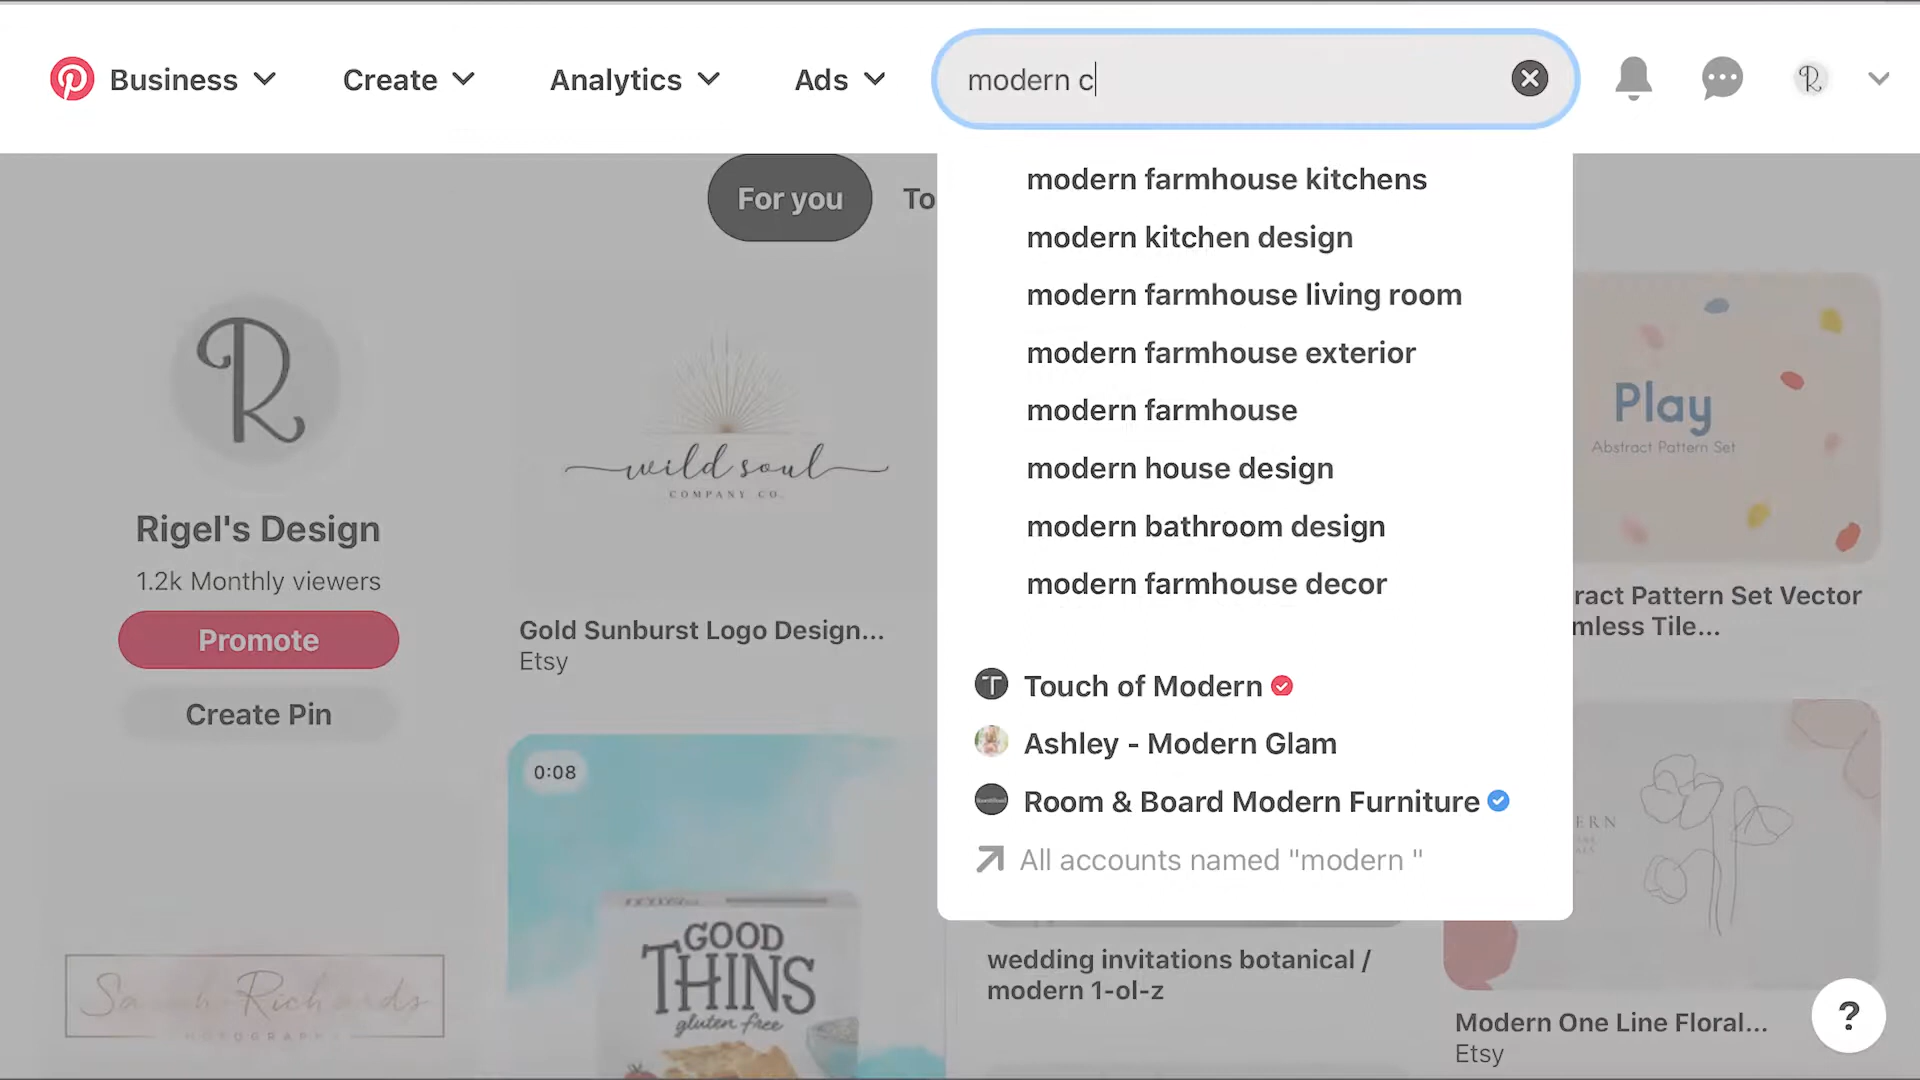 Business
Create
Analytics
Ads
modern c
R
For you
To
modern farmhouse kitchens
modern kitchen design
modern farmhouse living room
modern farmhouse exterior
modern farmhouse
modern house design
modern bathroom design
modern farmhouse decor
T Touch of Modern
Ashley - Modern Glam
Room & Board Modern Furniture
All accounts named "modern "
R
Rigel's Design
1.2k Monthly viewers
Promote
Create Pin
wild soul
COMPANY CO.
Gold Sunburst Logo Design...
Etsy
Play
Abstract Pattern Set
ract Pattern Set Vector
mless Tile...
0:08
GOOD
THINS
gluten free
Sarah Richards
PHOTOGRAPHY
wedding invitations botanical /
modern 1-ol-z
ERN
Modern One Line Floral...
Etsy
?